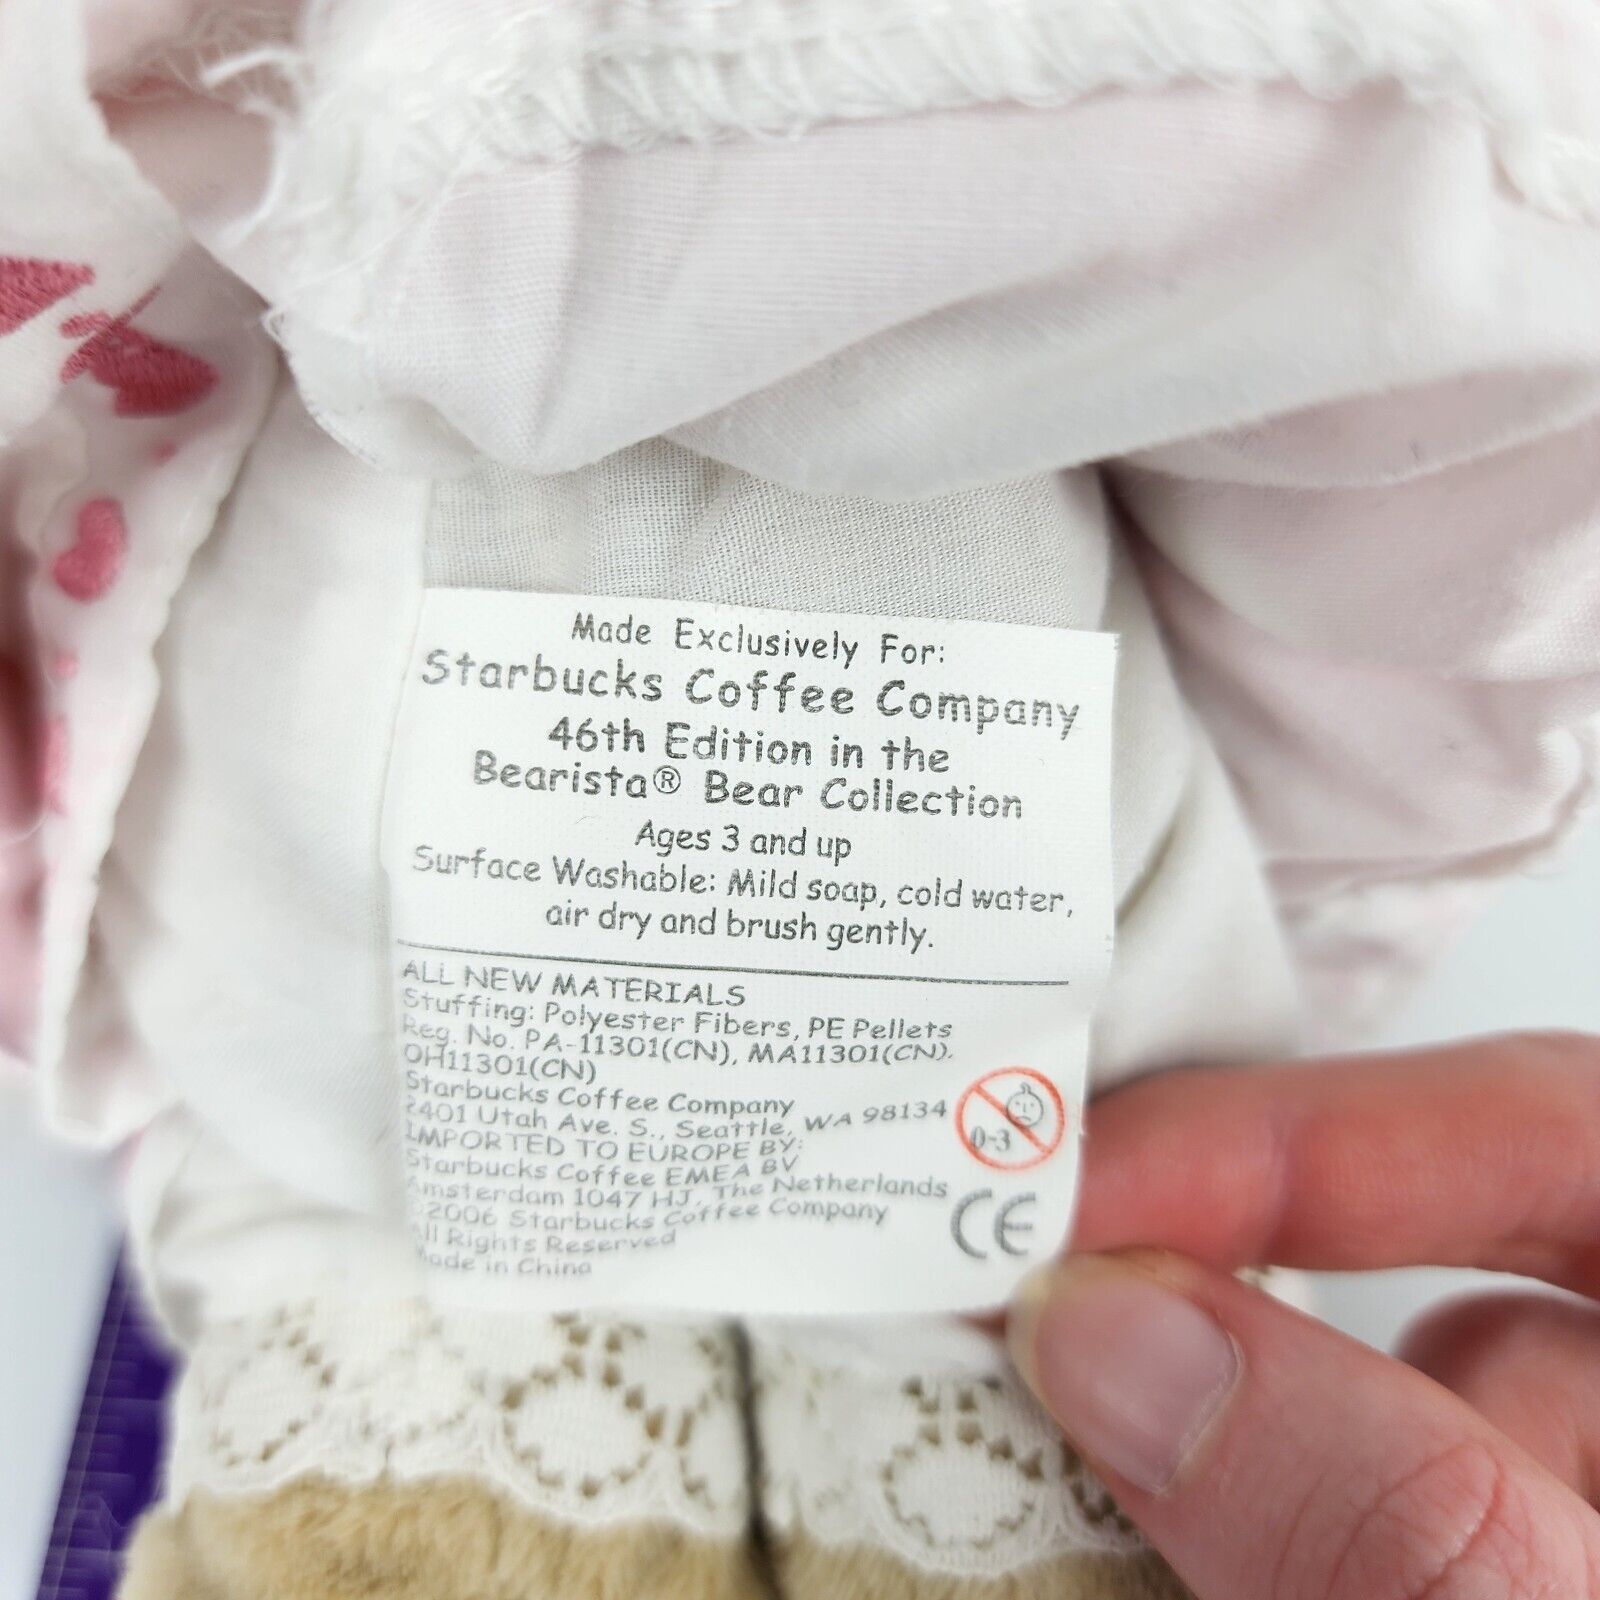 Made Exclusively For:
Starbucks Coffee Company
46th Edition in the
Bearista® Bear Collection
Ages 3 and up
Surface Washable: Mild soap, cold water,
air dry and brush gently.
ALL NEW MATERIALS
Stuffing: Polyester Fibers, PE Pellets
Reg. No. PA-11301(CN), MA11301(CN).
OH11301(CN)
Starbucks Coffee Company
2401 Utah Ave. S., Seattle, WA 98134
IMPORTED TO EUROPE BY:
Starbucks Coffee EMEA BV
Amsterdam 1047 HJ, The Netherlands
©2006 Starbucks Coffee Company
All Rights Reserved
Made in China
0-3
CE